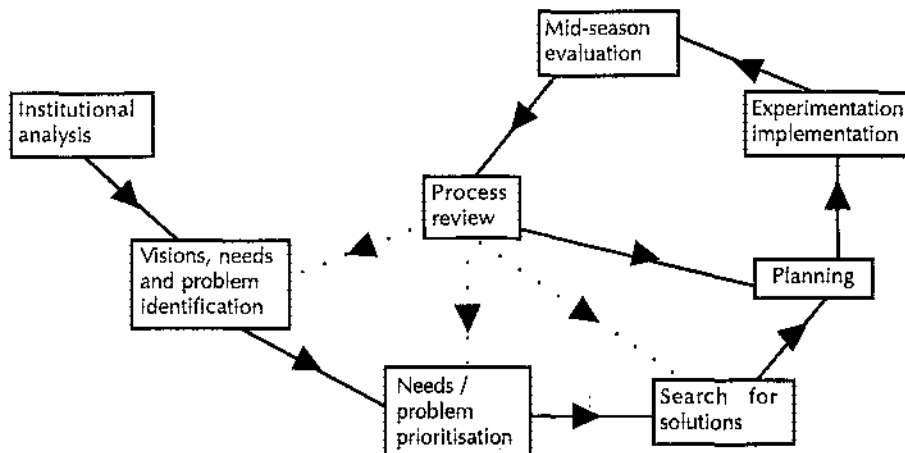 Mid-season
evaluation
Institutional
analysis
Experimentation
implementation
Process
review
Visions, needs
and problem
identification
Planning
Needs /
problem
prioritisation
Search for
solutions